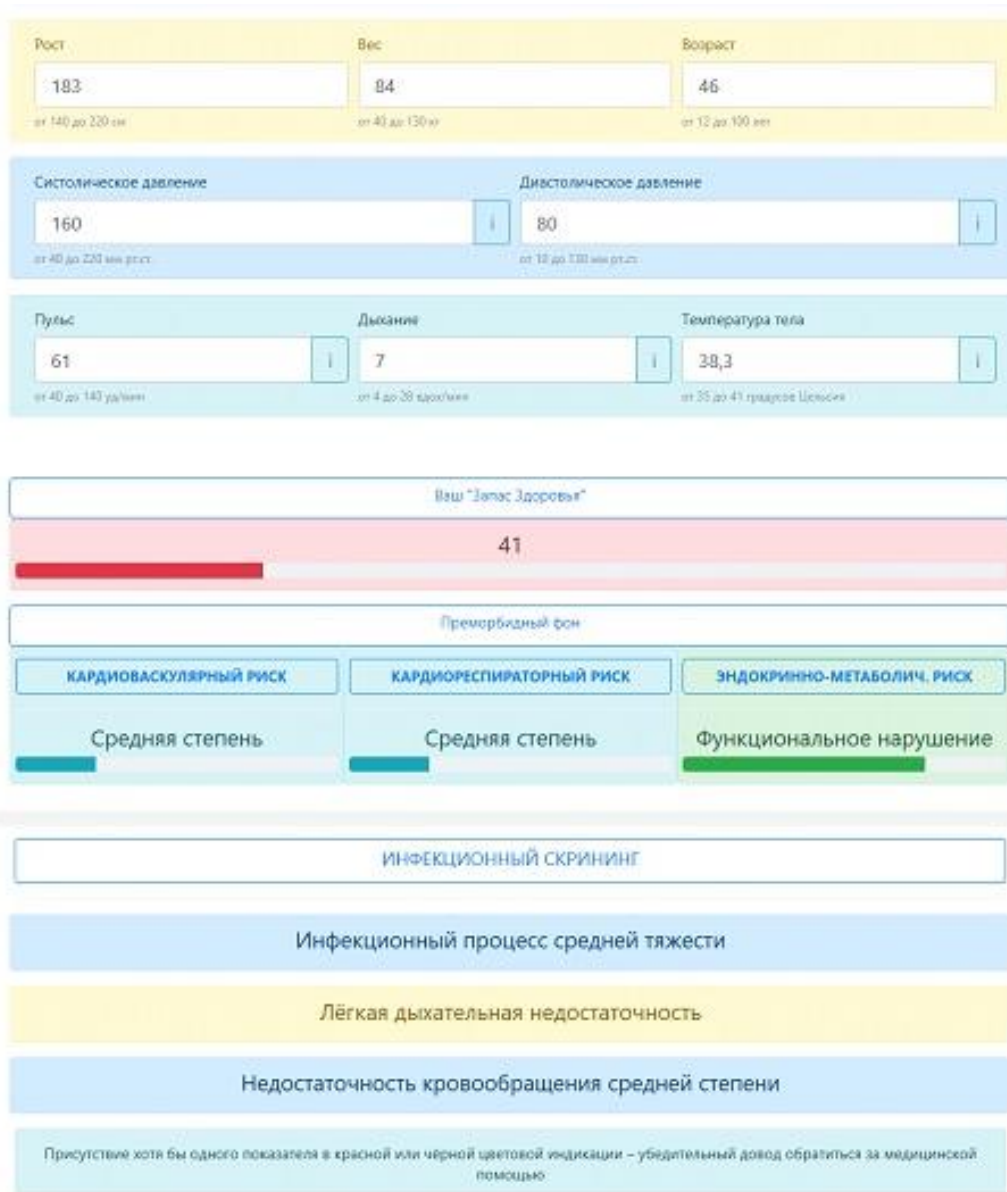 Рост Вес Возраст
183 84 46
от 140 до 220 см от 40 до 130 кг от 12 до 100 лет
Систолическое давление Диастолическое давление
160 i 80 i
от 40 до 220 мм рт.ст. от 10 до 130 мм рт.ст.
Пульс Дыхание Температура тела
61 i 7 i 38,3 i
от 40 до 140 уд/мин от 4 до 28 вдох/мин от 35 до 41 градусов Цельсия
Ваш "Запас Здоровья"
41
Преморбидный фон
КАРДИОВАСКУЛЯРНЫЙ РИСК КАРДИОРЕСПИРАТОРНЫЙ РИСК ЭНДОКРИННО-МЕТАБОЛИЧ. РИСК
Средняя степень Средняя степень Функциональное нарушение
ИНФЕКЦИОННЫЙ СКРИНИНГ
Инфекционный процесс средней тяжести
Лёгкая дыхательная недостаточность
Недостаточность кровообращения средней степени
Присутствие хотя бы одного показателя в красной или чёрной цветовой индикации – убедительный довод обратиться за медицинской
помощью